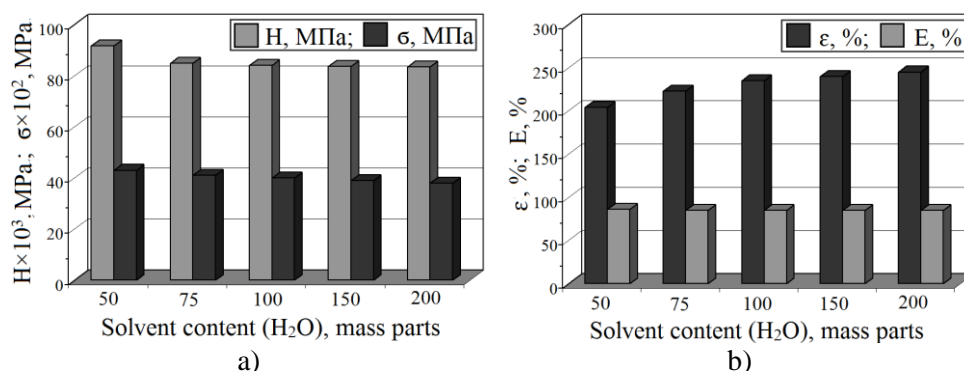 H, МПа; σ, МПа
H×10³, MPa.; σ×10², MPa.
100
80
60
40
20
0
50 75 100 150 200
Solvent content (H₂O), mass parts
a)
ε, %; E, %
ε, %; E, %
300
250
200
150
100
50
0
50 75 100 150 200
Solvent content (H₂O), mass parts
b)